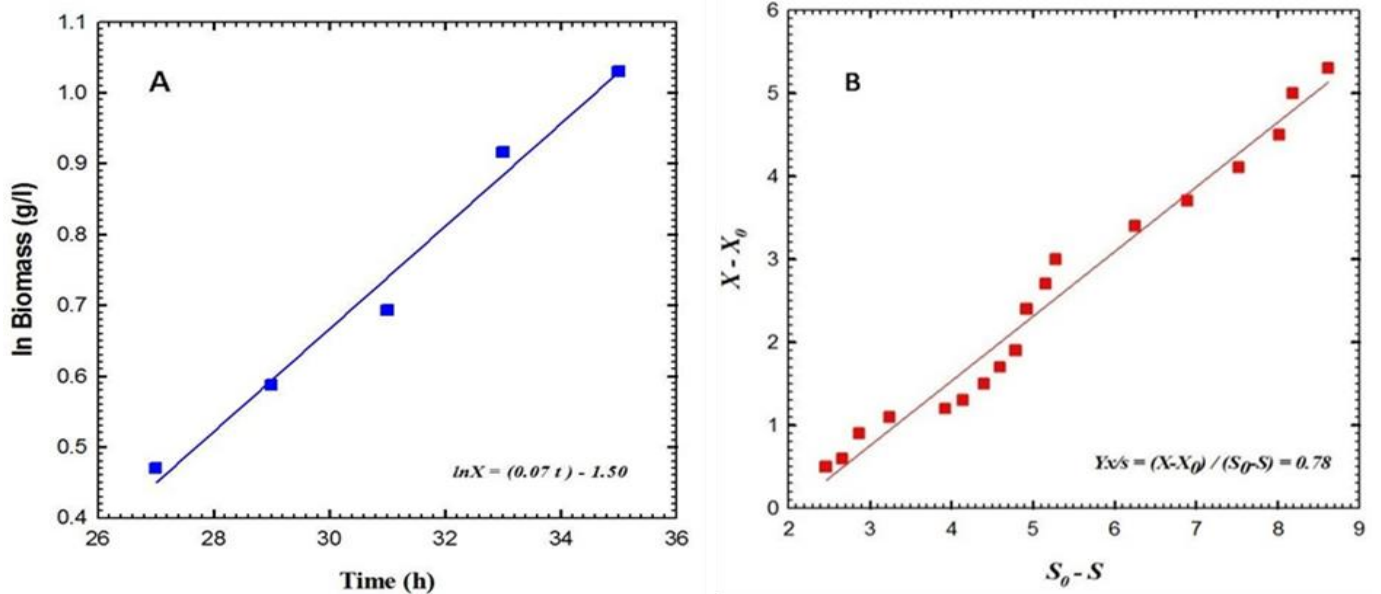 A
ln Biomass (g/l)
1.1
1.0
0.9
0.8
0.7
0.6
0.5
0.4
lnX = (0.07 t ) - 1.50
26 28 30 32 34 36
Time (h)
B
X - X₀
6
5
4
3
2
1
0
Yx/s = (X-X₀) / (S₀-S) = 0.78
2 3 4 5 6 7 8 9
S₀ - S